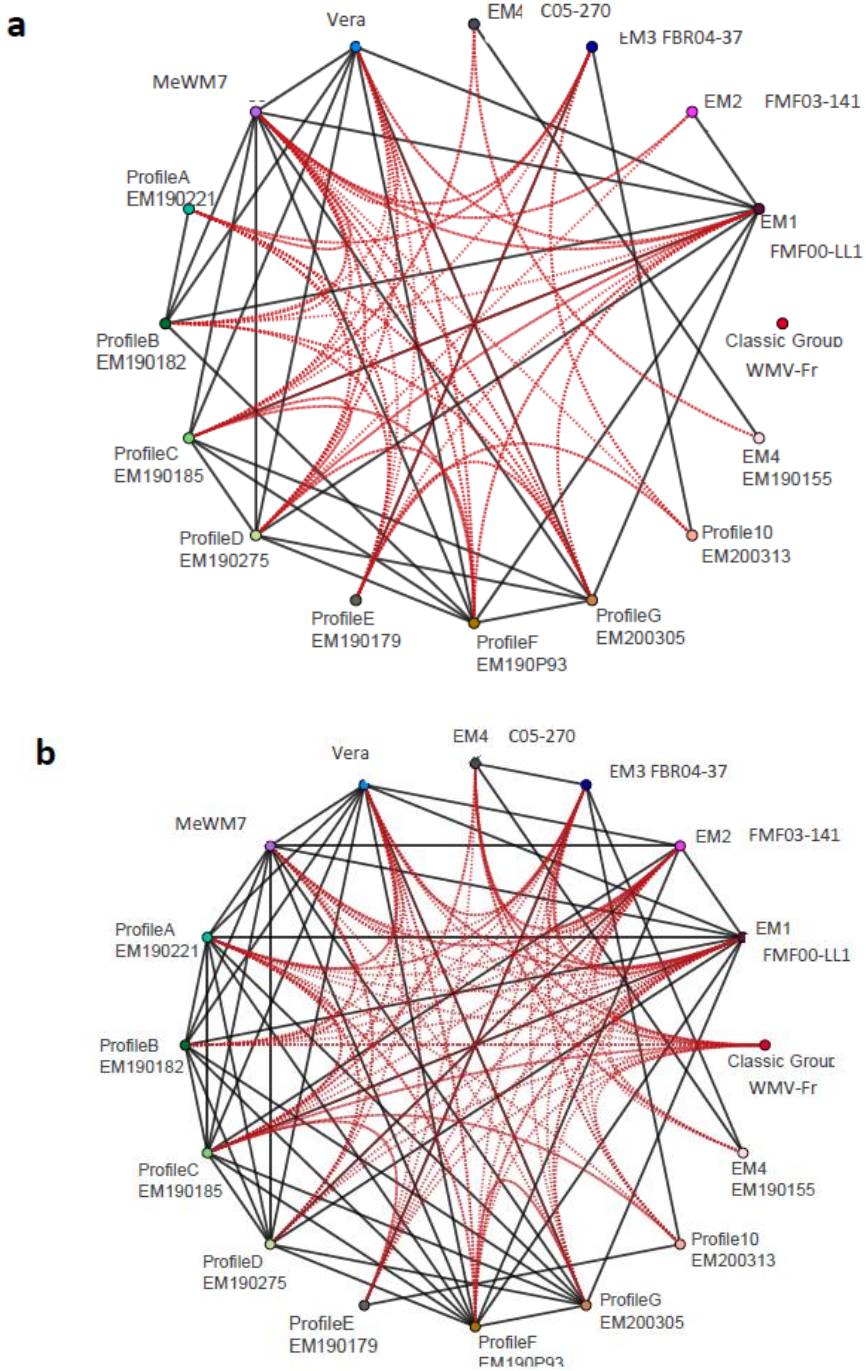 a
Vera
EM4 C05-270
EM3 FBR04-37
MeWM7
EM2 FMF03-141
ProfileA
EM190221
EM1
FMF00-LL1
Classic Group
WMV-Fr
ProfileB
EM190182
ProfileC
EM190185
EM4
EM190155
ProfileD
EM190275
Profile10
EM200313
ProfileE
EM190179
ProfileF
EM190P93
ProfileG
EM200305
b
Vera
EM4 C05-270
EM3 FBR04-37
MeWM7
EM2 FMF03-141
ProfileA
EM190221
EM1
FMF00-LL1
ProfileB
EM190182
Classic Group
WMV-Fr
ProfileC
EM190185
EM4
EM190155
ProfileD
EM190275
Profile10
EM200313
ProfileE
EM190179
ProfileF
EM190P93
ProfileG
EM200305